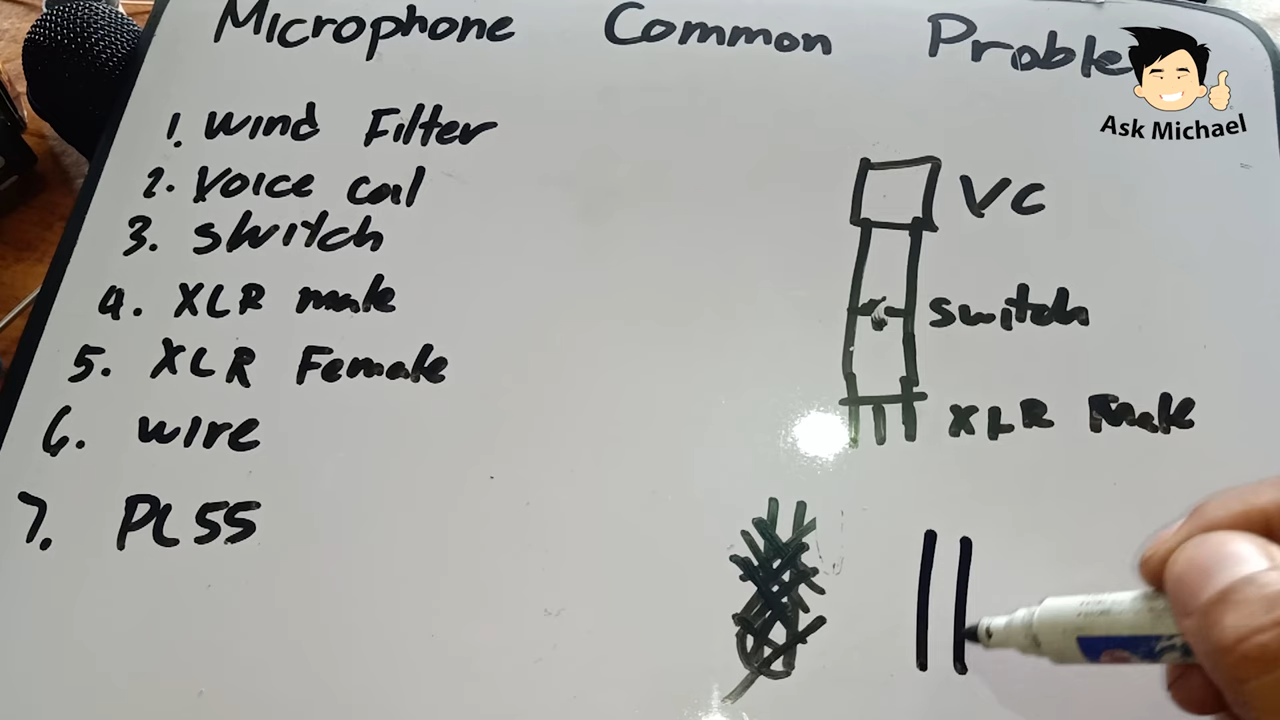 Microphone Common Proble
Ask Michael
1. Wind Filter
2. Voice coil
3. Switch
4. XLR male
5. XLR Female
6. wire
7. PL55
VC
switch
XLR male